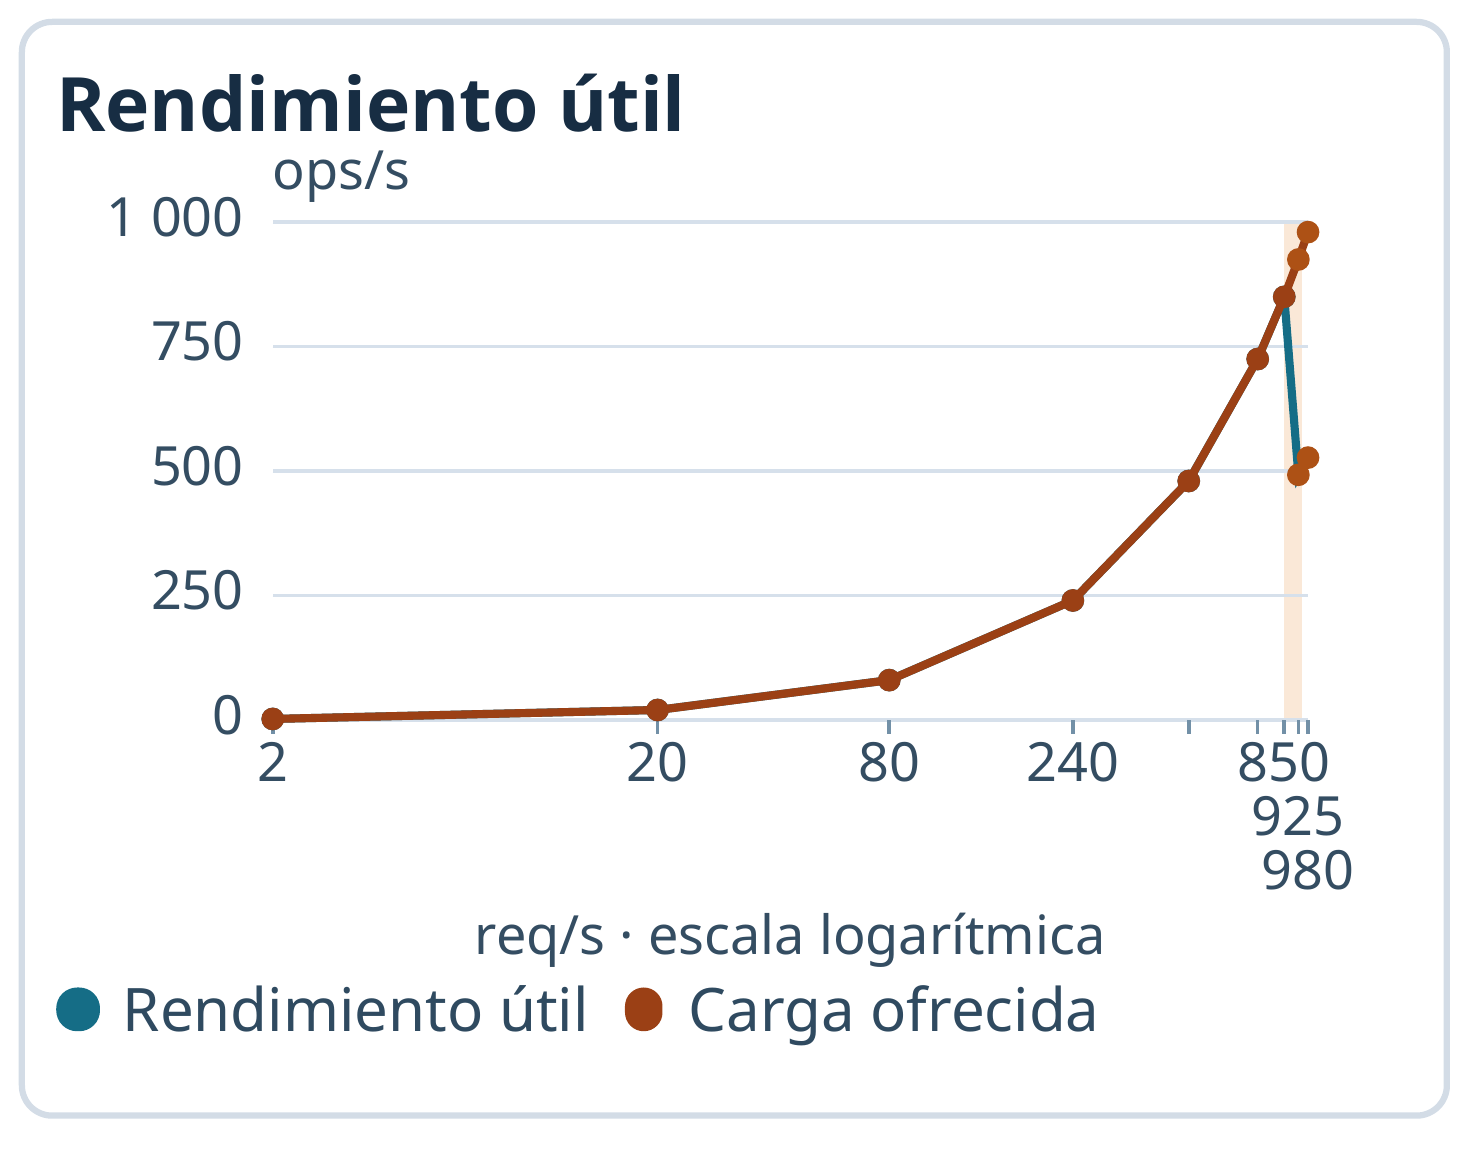 Rendimiento útil
ops/s
1 000
750
500
250
0
2 20 80 240 850
925
980
req/s · escala logarítmica
Rendimiento útil Carga ofrecida